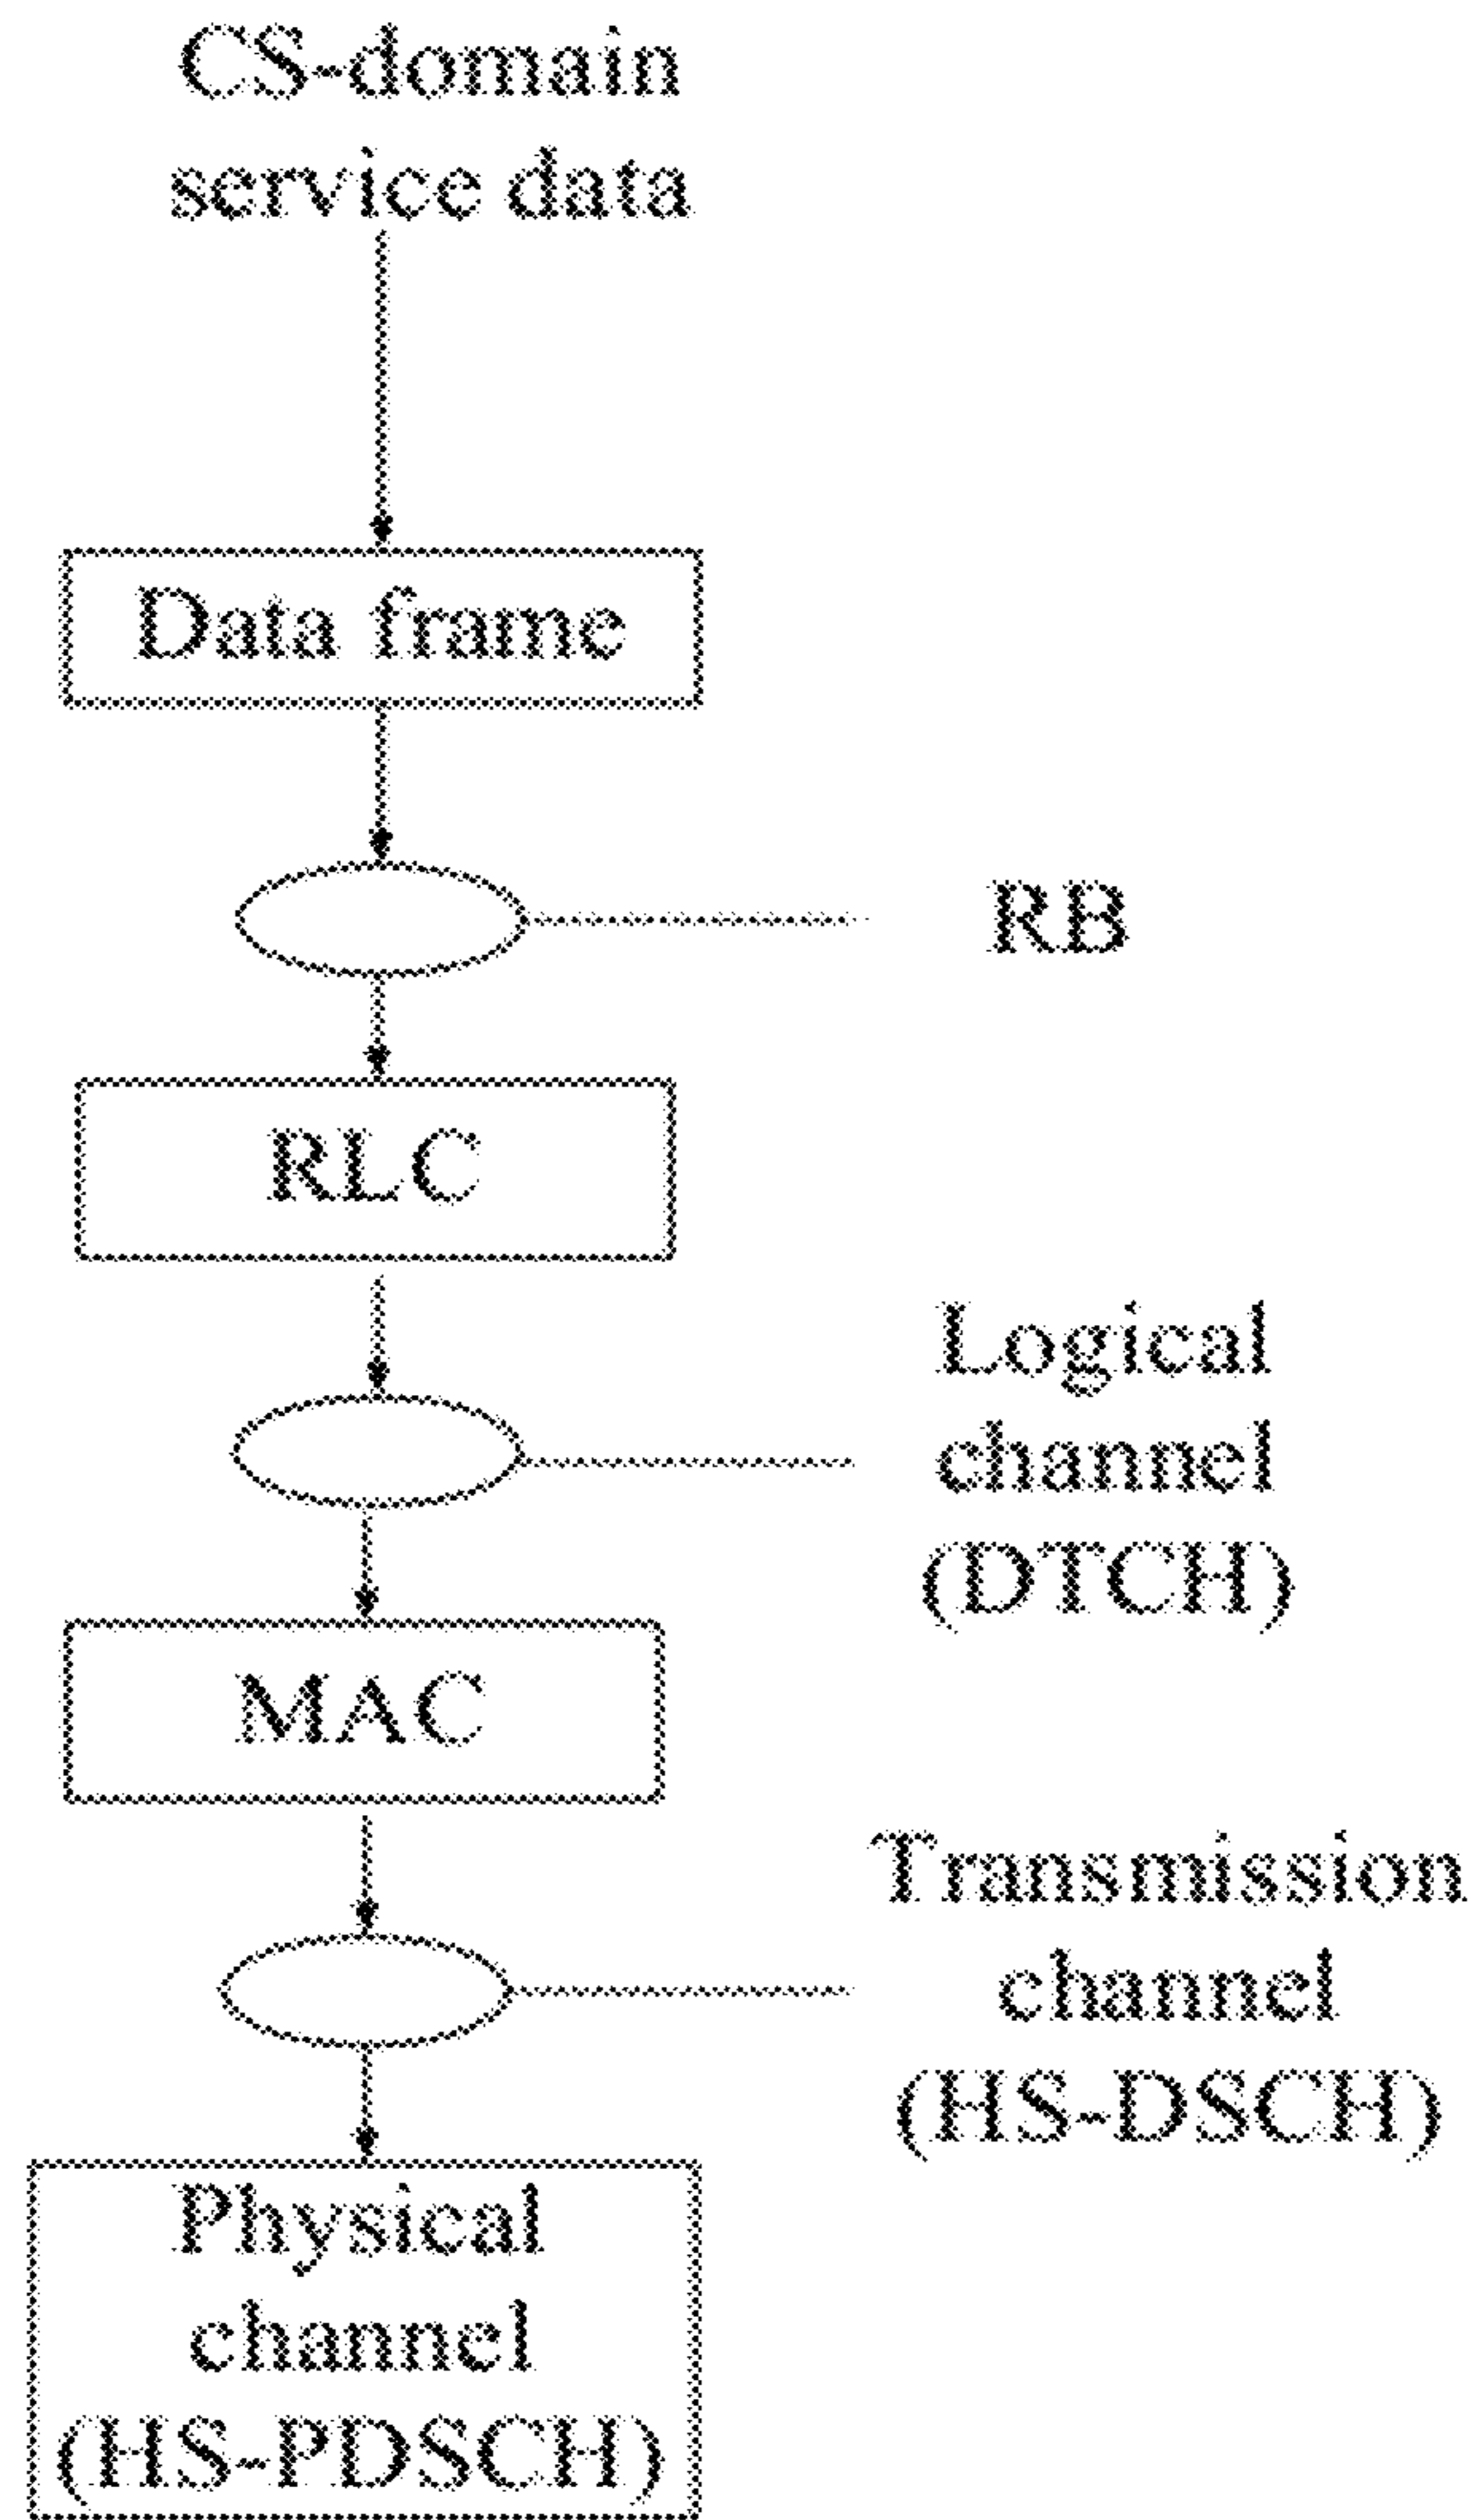 CS-domain
service data
Data frame
RB
RLC
Logical
channel
(DTCH)
MAC
Transmission
channel
(HS-DSCH)
Physical
channel
(HS-PDSCH)